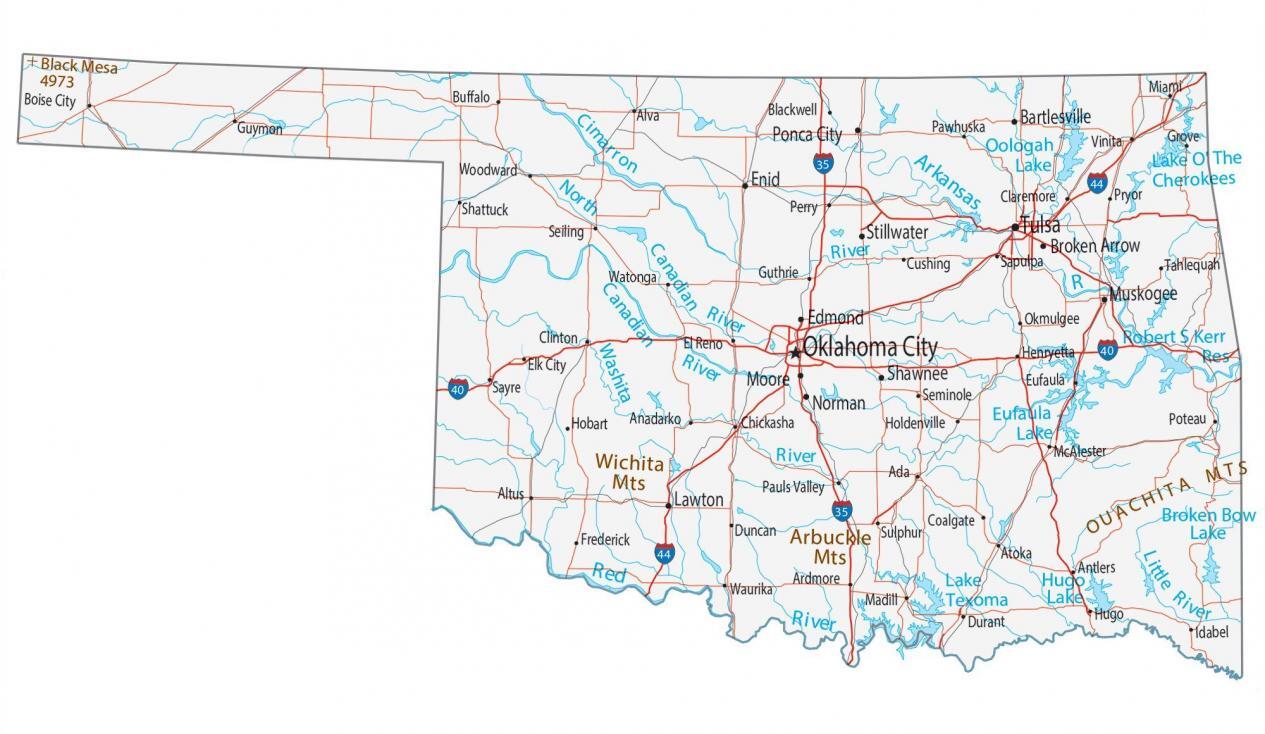 Black Mesa
4973
Boise City
Guymon
Buffalo
Alva
Blackwell
Ponca City
Pawhuska
Bartlesville
Miami
Vinita
Grove
Oologah
Lake
Lake O' The
Cherokees
Cimarron
35
44
Woodward
Enid
Arkansas
Claremore
Pryor
North
Shattuck
Perry
Seiling
Stillwater
Tulsa
Broken Arrow
River
Cushing
Sapulpa
Tahlequah
Canadian
Watonga
Guthrie
R
Muskogee
Canadian
River
Edmond
Okmulgee
Clinton
El Reno
Oklahoma City
Henryetta
40
Robert S Kerr
Res
Elk City
Washita
River
Moore
Shawnee
Eufaula
40
Sayre
Norman
Seminole
Hobart
Anadarko
Chickasha
Holdenville
Eufaula
Lake
Poteau
River
McAlester
Wichita
Mts
Ada
OUACHITA MTS
Altus
Lawton
Pauls Valley
35
Coalgate
Broken Bow
Lake
Duncan
Arbuckle
Mts
Sulphur
Frederick
44
Atoka
Red
Waurika
Ardmore
Lake
Texoma
Antlers
Hugo
Lake
Little River
Madill
River
Durant
Hugo
Idabel